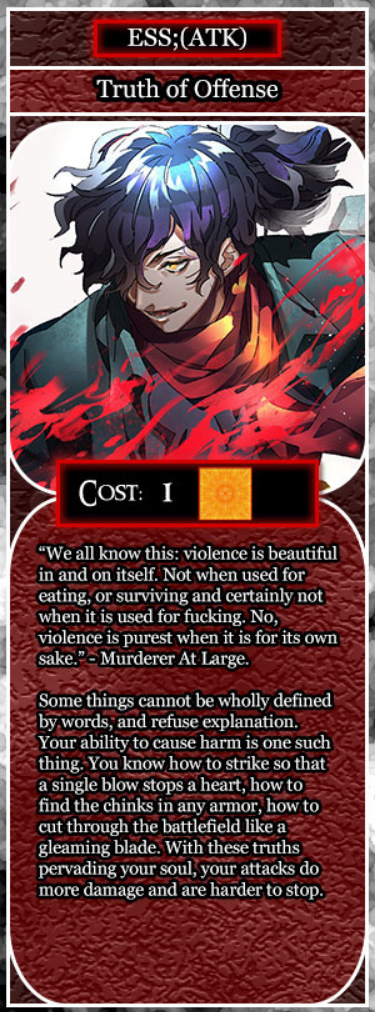 ESS;(ATK)
Truth of Offense
Cost: 1
“We all know this: violence is beautiful
in and on itself. Not when used for
eating, or surviving and certainly not
when it is used for fucking. No,
violence is purest when it is for its own
sake.” - Murderer At Large.
Some things cannot be wholly defined
by words, and refuse explanation.
Your ability to cause harm is one such
thing. You know how to strike so that
a single blow stops a heart, how to
find the chinks in any armor, how to
cut through the battlefield like a
gleaming blade. With these truths
pervading your soul, your attacks do
more damage and are harder to stop.